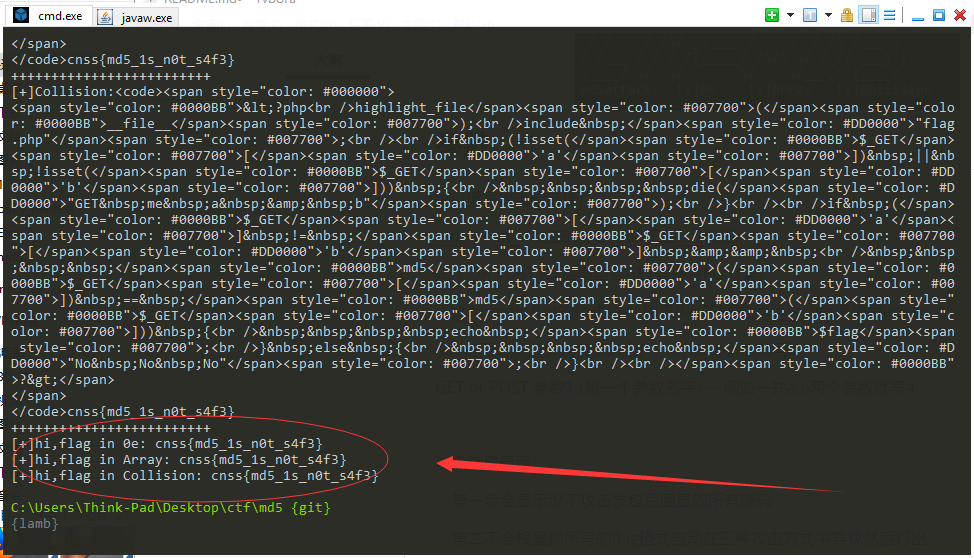 cmd.exe
javaw.exe
</span>
</code>cnss{md5_1s_n0t_s4f3}
+++++++++++++++++++++++++
[+]Collision:<code><span style="color: #000000">
<span style="color: #0000BB">&lt;?php<br />highlight_file</span><span style="color: #007700">(</span><span style="colo
r: #0000BB">__file__</span><span style="color: #007700">);<br />include&nbsp;</span><span style="color: #DD0000">"flag
.php"</span><span style="color: #007700">;<br /><br />if&nbsp;(!isset(</span><span style="color: #0000BB">$_GET</span>
<span style="color: #007700">[</span><span style="color: #DD0000">'a'</span><span style="color: #007700">])&nbsp;||&nb
sp;!isset(</span><span style="color: #0000BB">$_GET</span><span style="color: #007700">[</span><span style="color: #DD
0000">'b'</span><span style="color: #007700">]))&nbsp;{<br />&nbsp;&nbsp;&nbsp;&nbsp;die(</span><span style="color: #D
D0000">"GET&nbsp;me&nbsp;a&nbsp;&amp;&nbsp;b"</span><span style="color: #007700">);<br />}<br /><br />if&nbsp;(</span>
<span style="color: #0000BB">$_GET</span><span style="color: #007700">[</span><span style="color: #DD0000">'a'</span>
<span style="color: #007700">]&nbsp;!=&nbsp;</span><span style="color: #0000BB">$_GET</span><span style="color: #007700
">[</span><span style="color: #DD0000">'b'</span><span style="color: #007700">]&nbsp;&amp;&amp;<br />&nbsp;&nbsp
;&nbsp;&nbsp;</span><span style="color: #0000BB">md5</span><span style="color: #007700">(</span><span style="color: #0
000BB">$_GET</span><span style="color: #007700">[</span><span style="color: #DD0000">'a'</span><span style="color: #00
7700">])&nbsp;==&nbsp;</span><span style="color: #0000BB">md5</span><span style="color: #007700">(</span><span style="
color: #0000BB">$_GET</span><span style="color: #007700">[</span><span style="color: #DD0000">'b'</span><span style="c
olor: #007700">]))&nbsp;{<br />&nbsp;&nbsp;&nbsp;&nbsp;echo&nbsp;</span><span style="color: #0000BB">$flag</span><span
 style="color: #007700">;<br />}&nbsp;else&nbsp;{<br />&nbsp;&nbsp;&nbsp;&nbsp;echo&nbsp;</span><span style="color: #D
D0000">"No&nbsp;No&nbsp;No"</span><span style="color: #007700">;<br />}<br /><br /></span><span style="color: #0000BB"
>?&gt;</span>
</span>
</code>cnss{md5_1s_n0t_s4f3}
+++++++++++++++++++++++++
[+]hi,flag in 0e: cnss{md5_1s_n0t_s4f3}
[+]hi,flag in Array: cnss{md5_1s_n0t_s4f3}
[+]hi,flag in Collision: cnss{md5_1s_n0t_s4f3}
C:\Users\Think-Pad\Desktop\ctf\md5 {git}
{lamb}